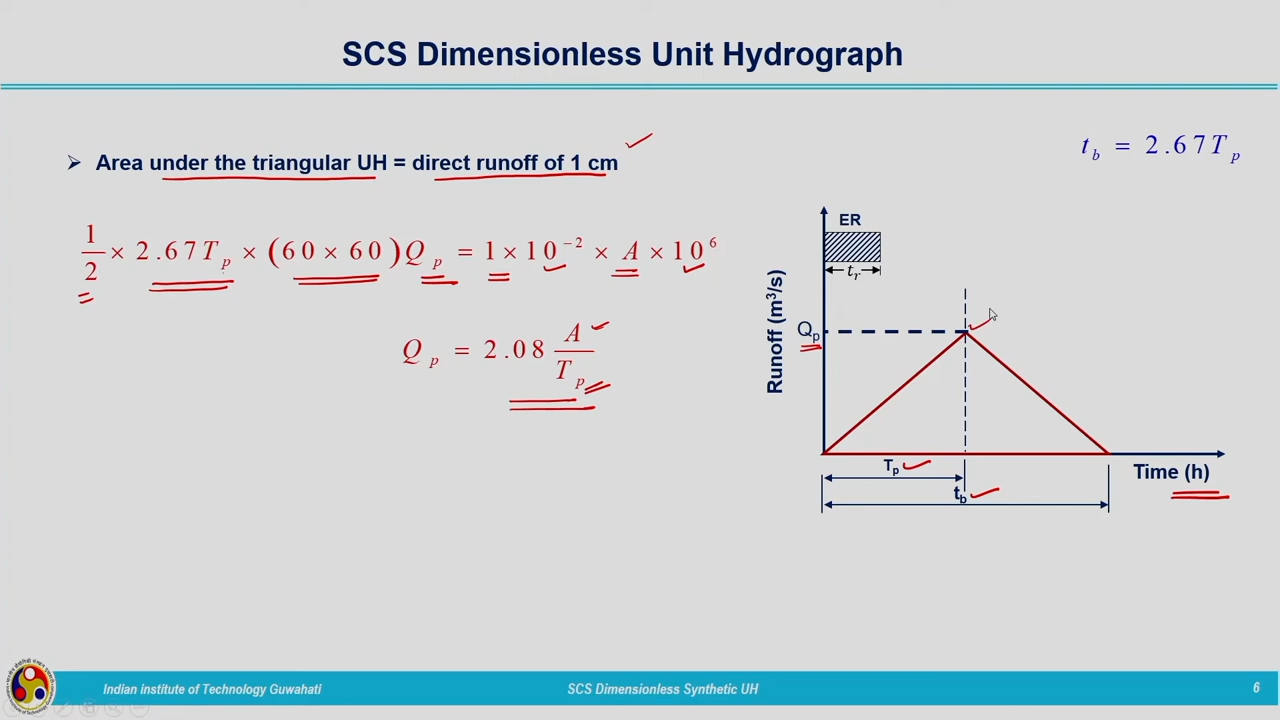 SCS Dimensionless Unit Hydrograph
➢ Area under the triangular UH = direct runoff of 1 cm
t_b = 2.67T_p
1/2 × 2.67T_p × (60 × 60)Q_p = 1 × 10^-2 × A × 10^6
Q_p = 2.08 A/T_p
ER
t_r
Runoff (m³/s)
Q_p
T_p
Time (h)
t_b
Indian institute of Technology Guwahati
SCS Dimensionless Synthetic UH
6